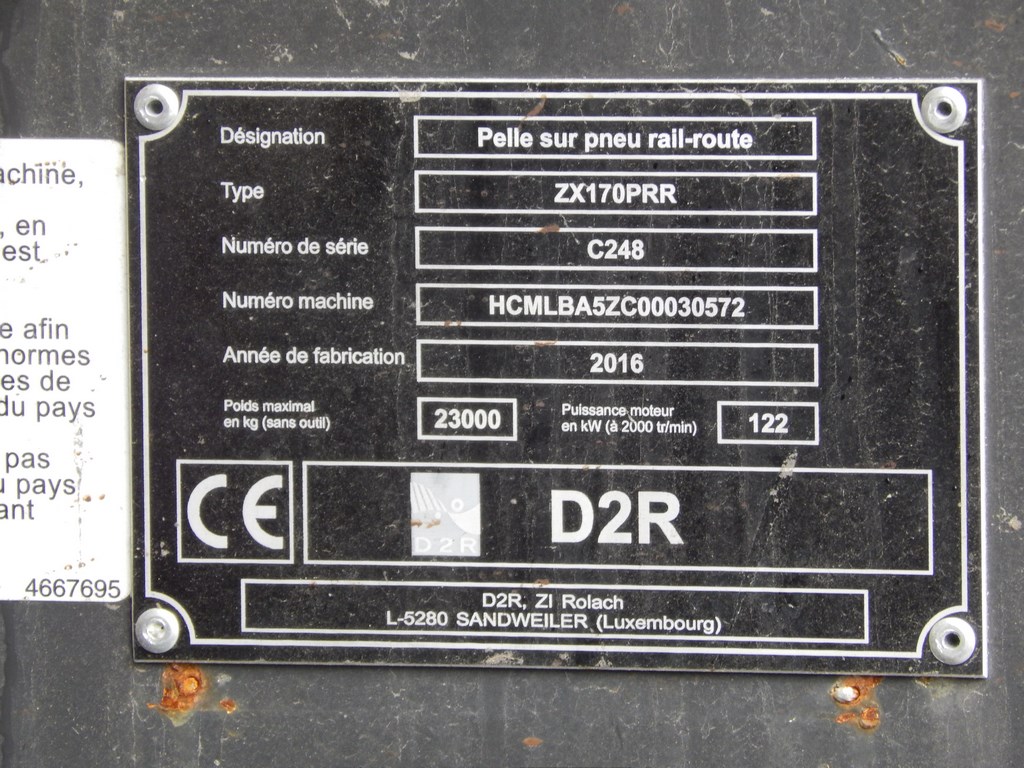 Désignation Pelle sur pneu rail-route
Type ZX170PRR
Numéro de série C248
Numéro machine HCMLBA5ZC00030572
Année de fabrication 2016
Poids maximal
en kg (sans outil) 23000
Puissance moteur
en kW (à 2000 tr/min) 122
CE
D2R
D2R
D2R, ZI Rolach
L-5280 SANDWEILER (Luxembourg)
achine,
, en
est
e afin
normes
es de
du pays
pas
u pays
ant
4667695